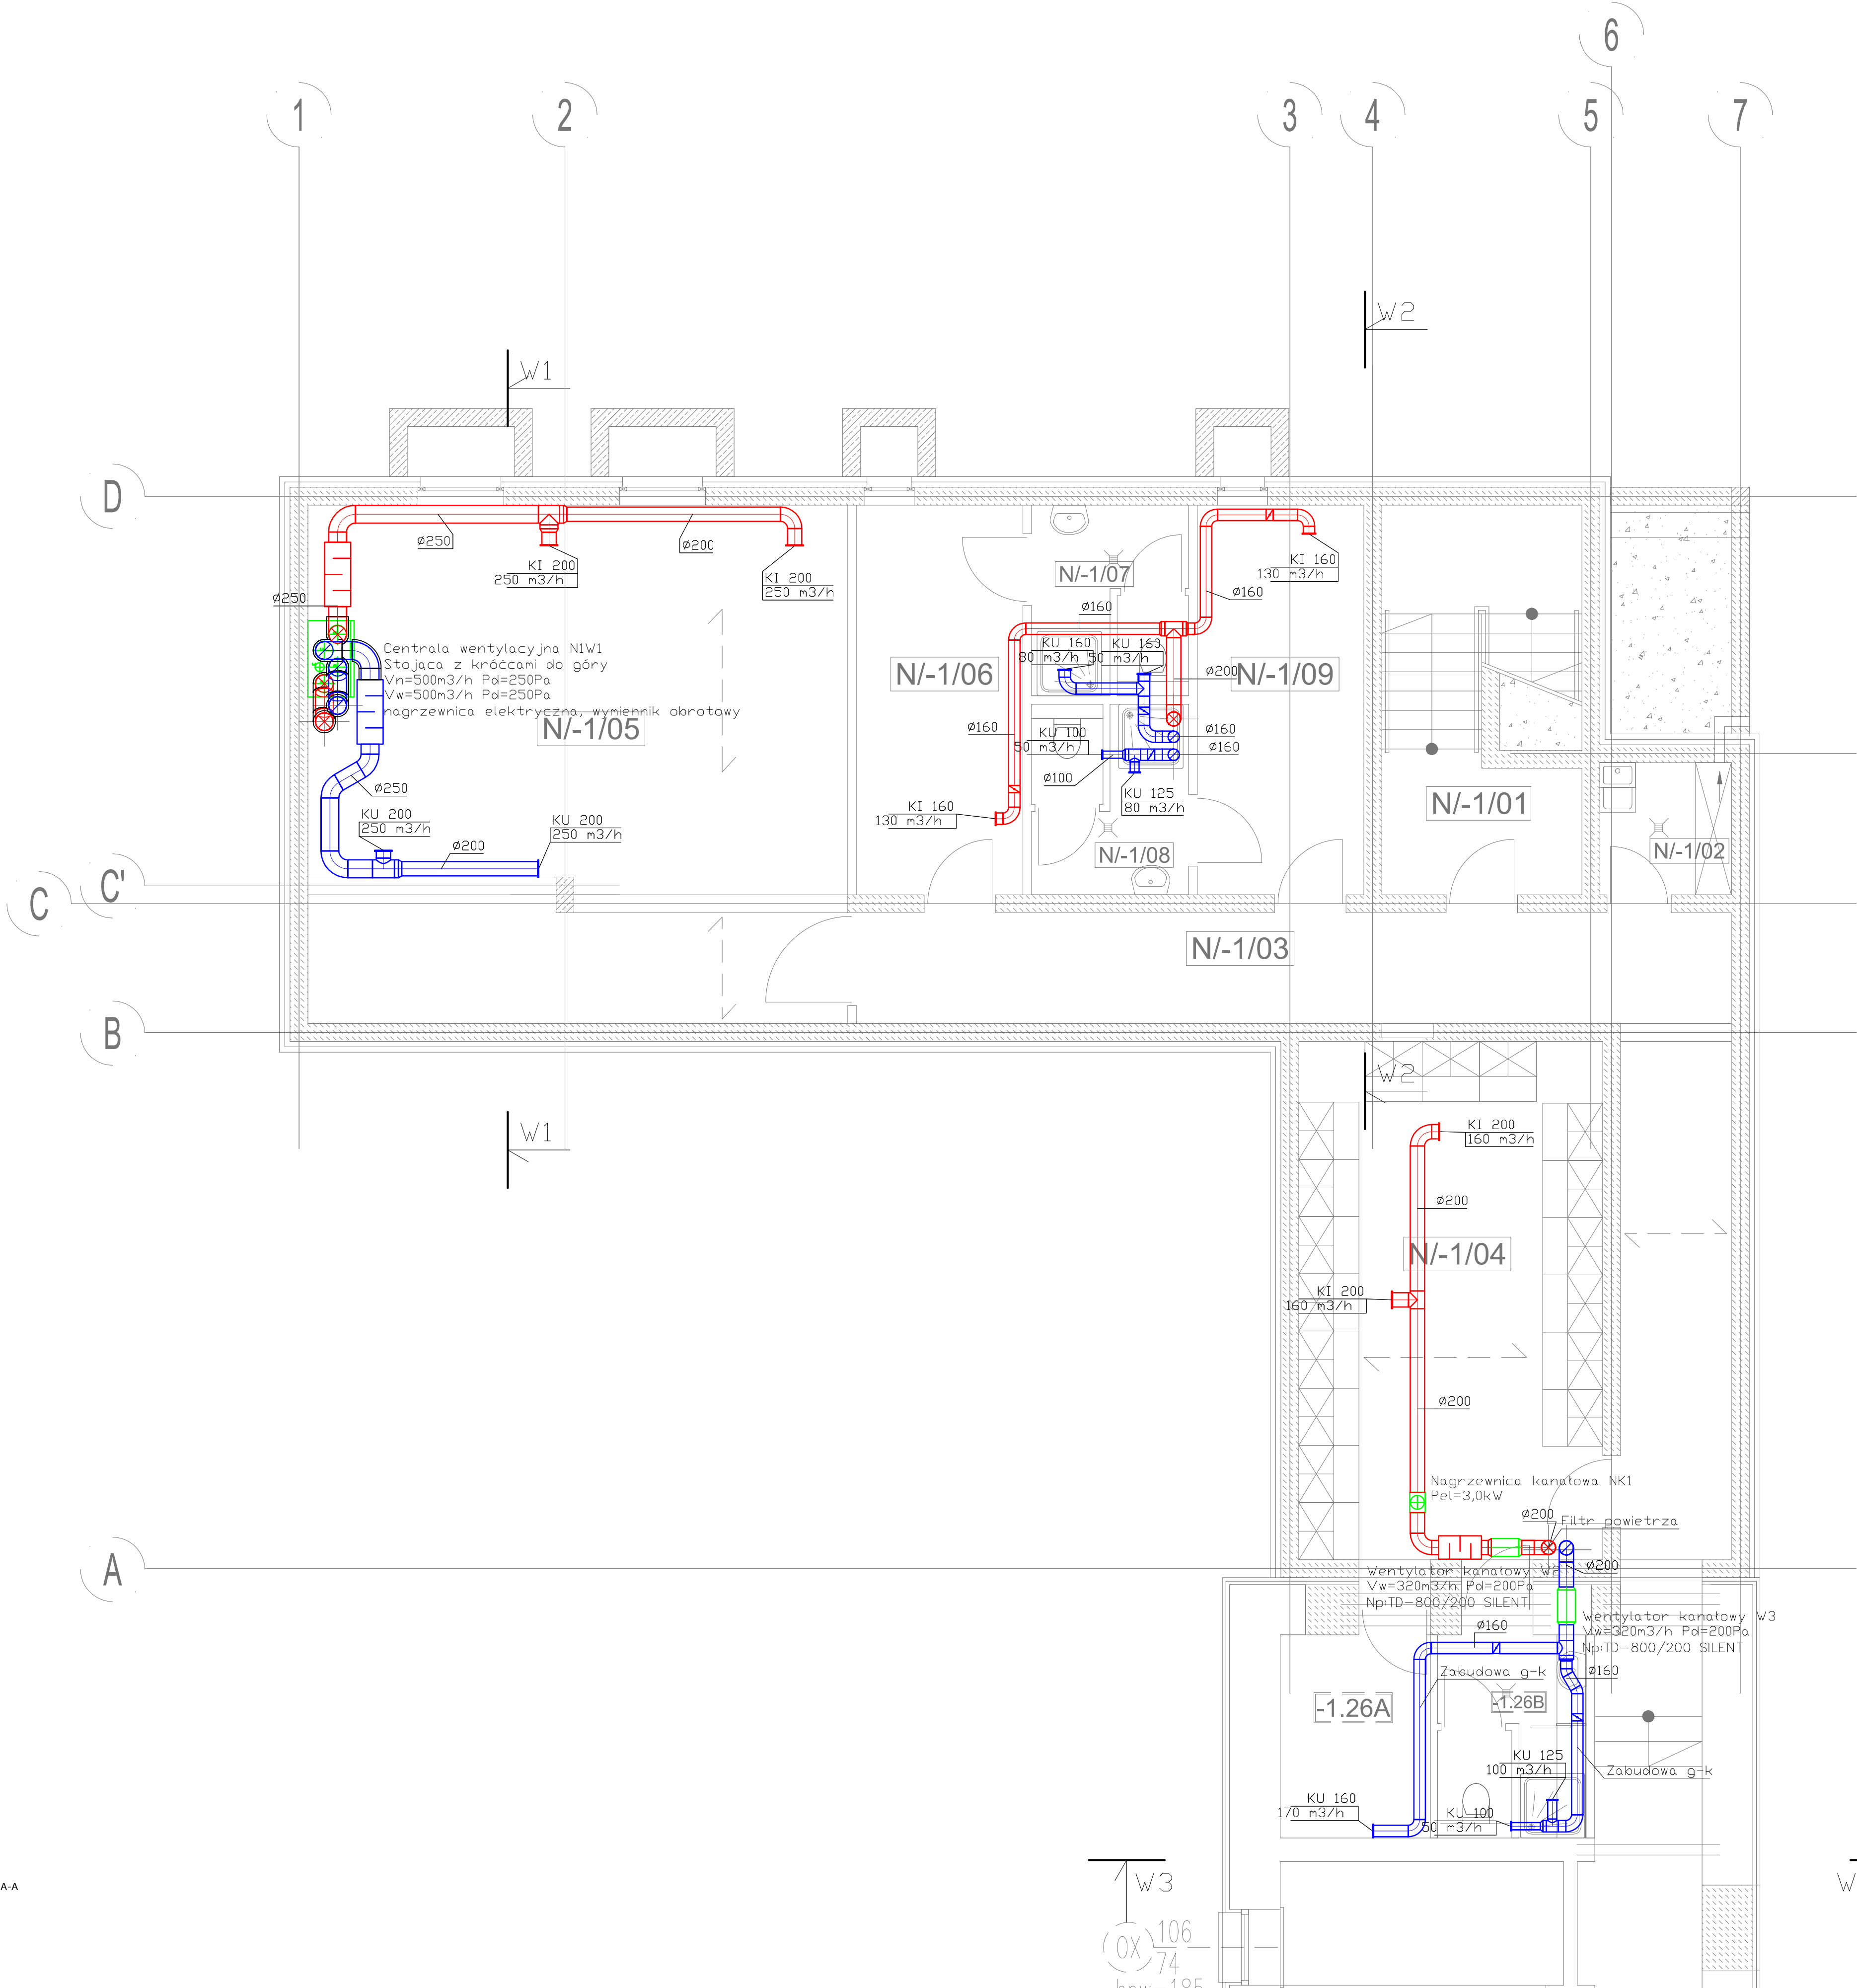 6
1
2
3
4
5
7
W2
W1
D
Ø250
KI 200
250 m3/h
Ø200
KI 200
250 m3/h
Ø250
N/-1/07
KI 160
130 m3/h
Ø160
Ø160
Centrala wentylacyjna N1W1
Stojąca z króćcami do góry
Vn=500m3/h Pd=250Pa
Vw=500m3/h Pd=250Pa
nagrzewnica elektryczna, wymiennik obrotowy
N/-1/05
N/-1/06
KU 160
80 m3/h
KU 160
50 m3/h
Ø200
N/-1/09
Ø160
KU 100
50 m3/h
Ø160
Ø160
Ø100
KU 125
80 m3/h
Ø250
KU 200
250 m3/h
KU 200
250 m3/h
Ø200
KI 160
130 m3/h
N/-1/08
N/-1/01
N/-1/02
C'
C
N/-1/03
B
W2
W1
KI 200
160 m3/h
Ø200
N/-1/04
KI 200
160 m3/h
Ø200
Nagrzewnica kanałowa NK1
Pel=3,0kW
Ø200
Filtr powietrza
A
Wentylator kanałowy W2
Vw=320m3/h Pd=200Pa
Np:TD-800/200 SILENT
Ø200
Wentylator kanałowy W3
Vw=320m3/h Pd=200Pa
Np:TD-800/200 SILENT
Ø160
Zabudowa g-k
Ø160
-1.26A
-1.26B
KU 125
100 m3/h
Zabudowa g-k
KU 160
170 m3/h
KU 100
50 m3/h
A-A
W3
W
OX
106
74
hpw. 185